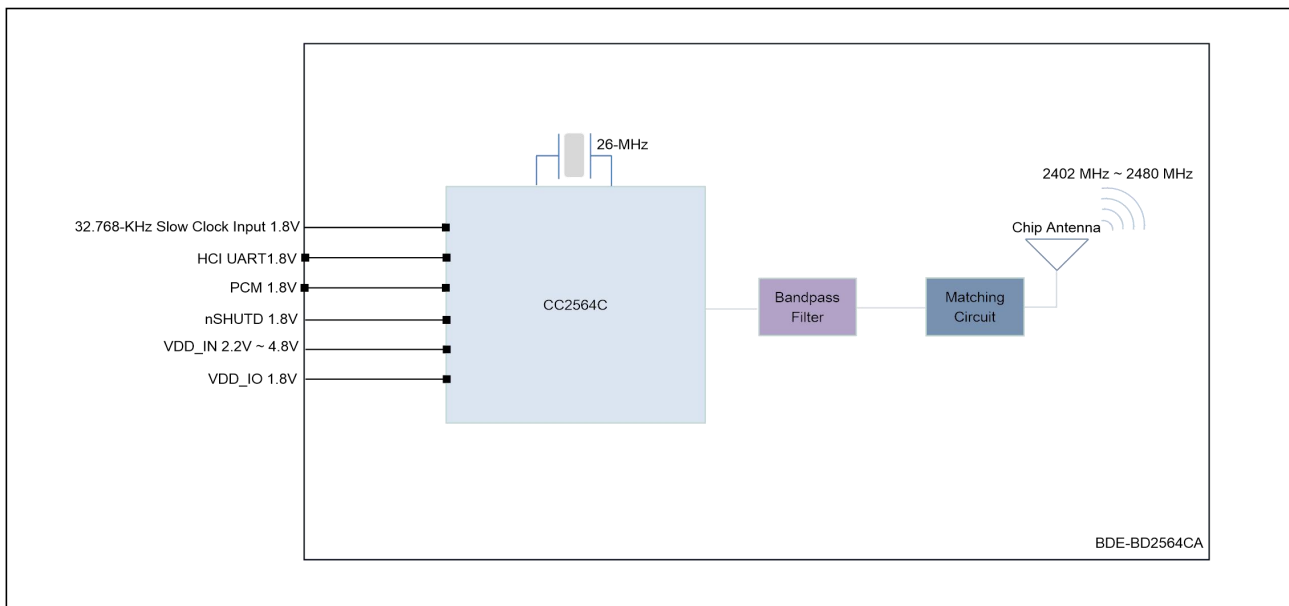 26-MHz
2402 MHz ~ 2480 MHz
Chip Antenna
32.768-KHz Slow Clock Input 1.8V
HCI UART1.8V
PCM 1.8V
nSHUTD 1.8V
VDD_IN 2.2V ~ 4.8V
VDD_IO 1.8V
CC2564C
Bandpass
Filter
Matching
Circuit
BDE-BD2564CA